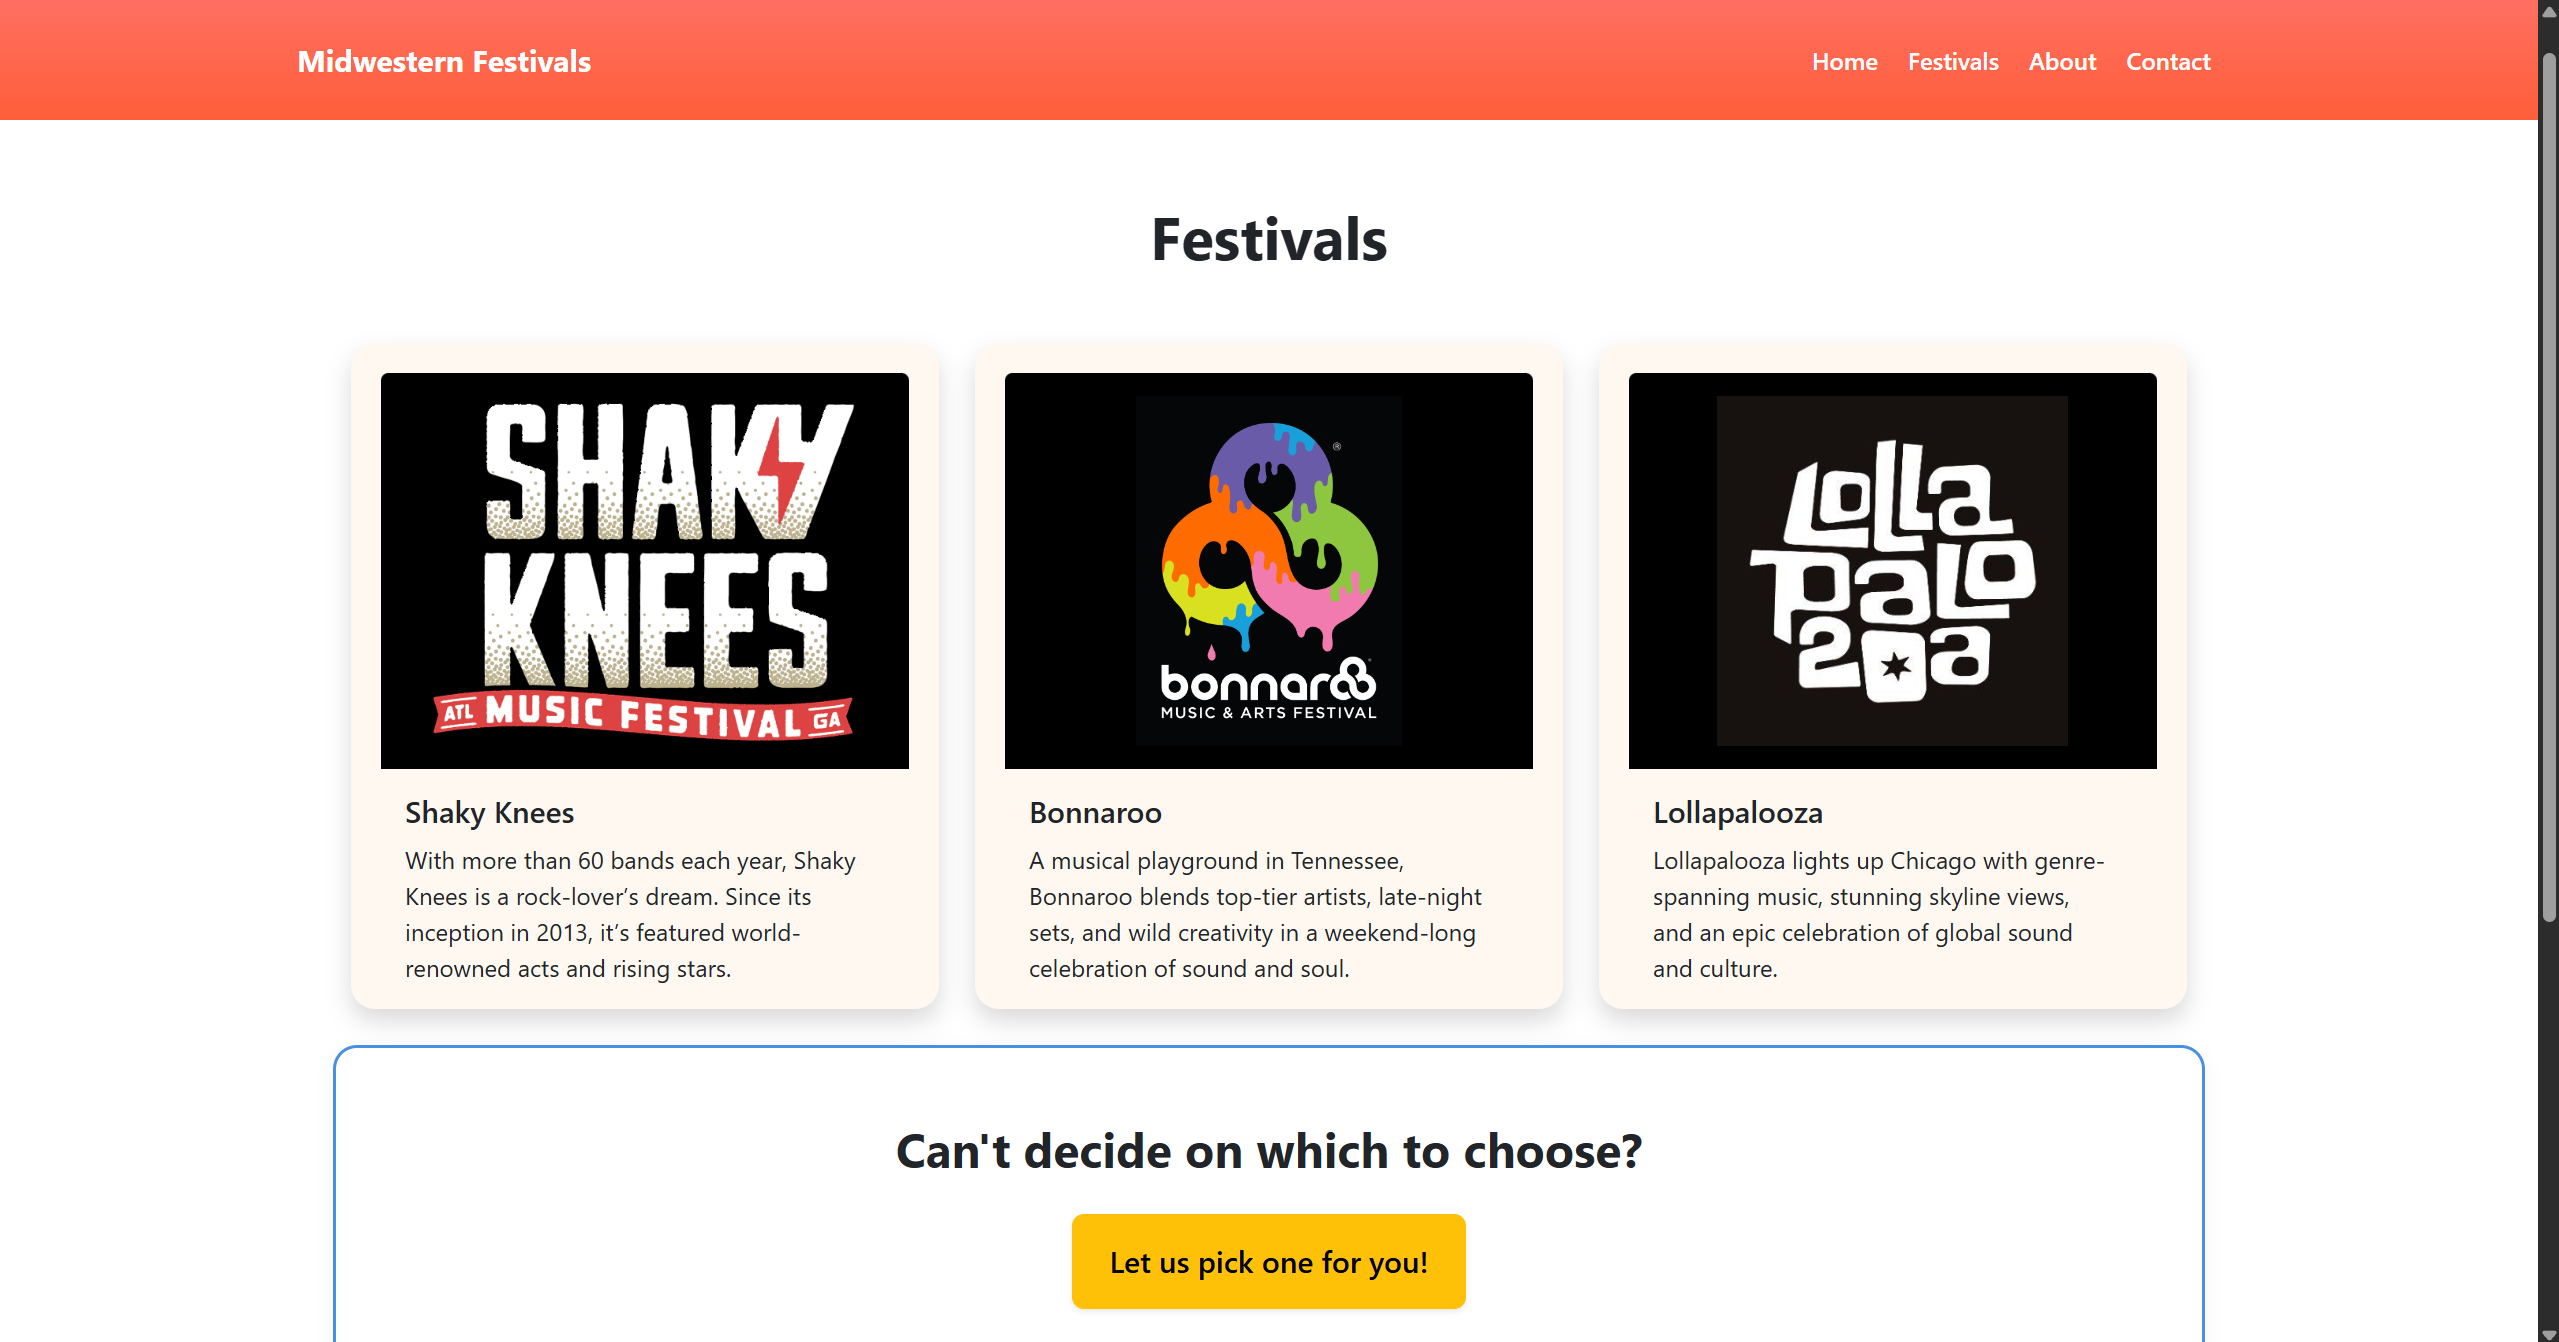 Midwestern Festivals
Home Festivals About Contact
Festivals
SHAKY
KNEES
ATL MUSIC FESTIVAL GA
®
bonnaroo
MUSIC & ARTS FESTIVAL
Lolla
Palo
oza
Shaky Knees
With more than 60 bands each year, Shaky
Knees is a rock-lover’s dream. Since its
inception in 2013, it’s featured world-
renowned acts and rising stars.
Bonnaroo
A musical playground in Tennessee,
Bonnaroo blends top-tier artists, late-night
sets, and wild creativity in a weekend-long
celebration of sound and soul.
Lollapalooza
Lollapalooza lights up Chicago with genre-
spanning music, stunning skyline views,
and an epic celebration of global sound
and culture.
Can't decide on which to choose?
Let us pick one for you!